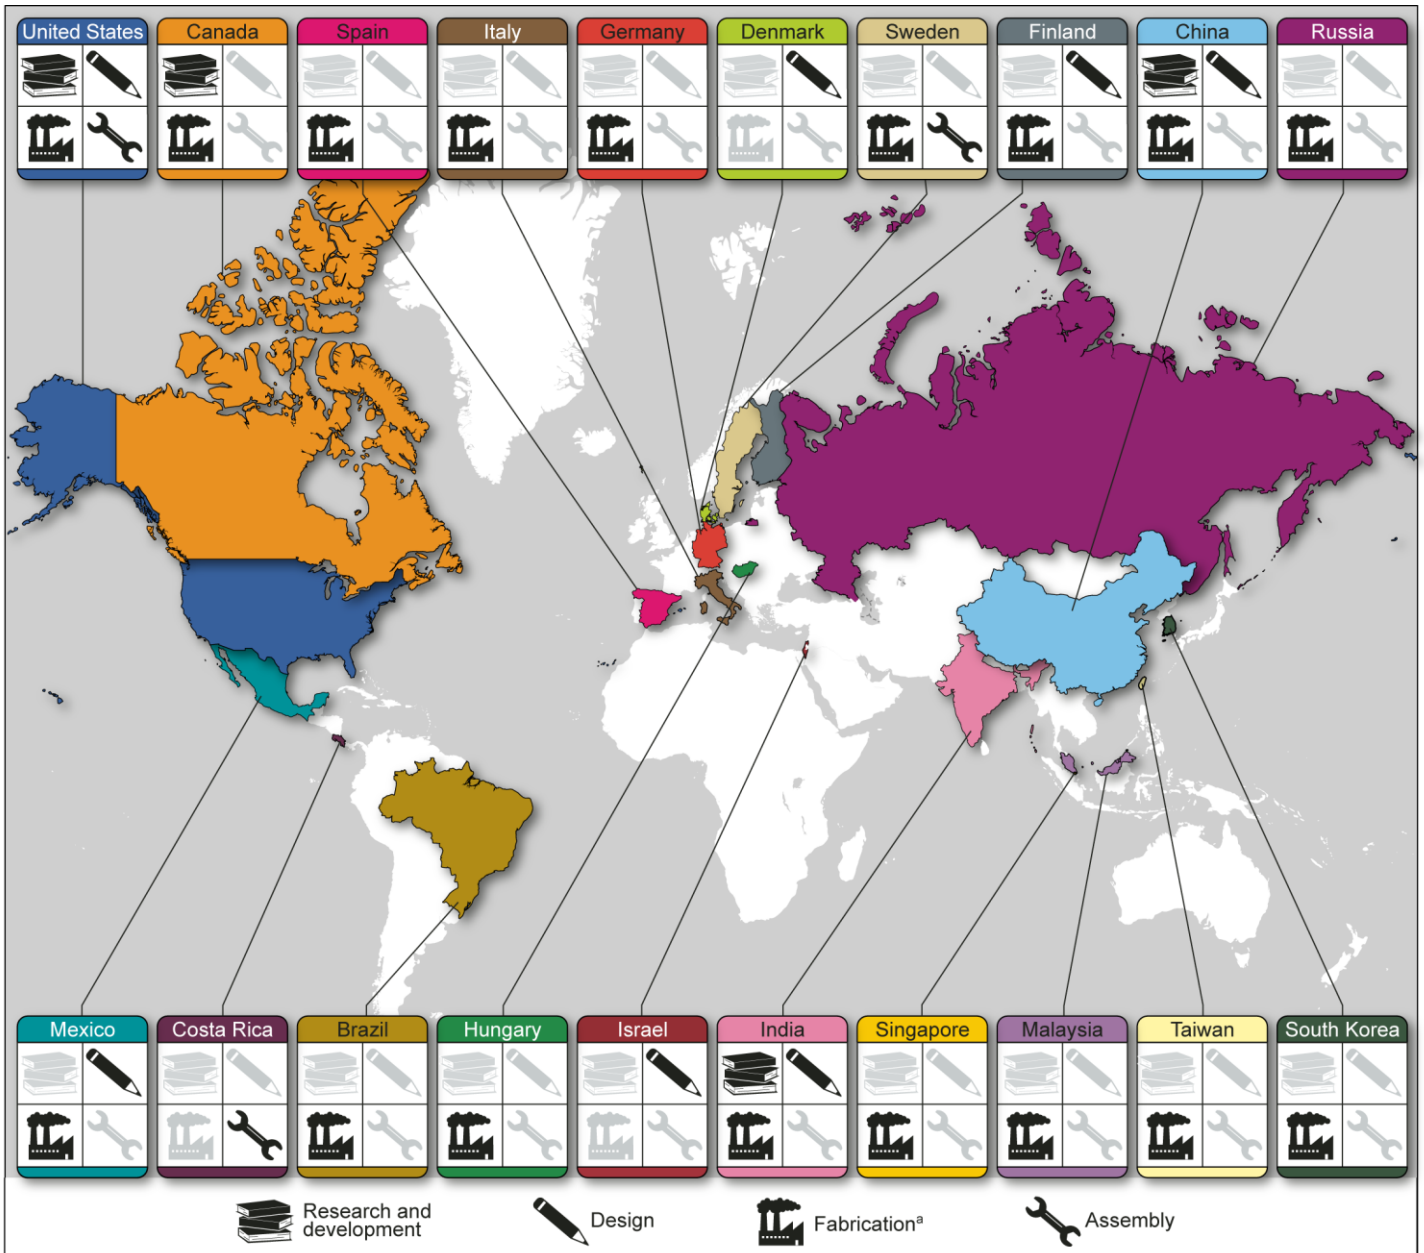 United States
Canada
Spain
Italy
Germany
Denmark
Sweden
Finland
China
Russia
Mexico
Costa Rica
Brazil
Hungary
Israel
India
Singapore
Malaysia
Taiwan
South Korea
Research and
development
Design
Fabricationᵃ
Assembly